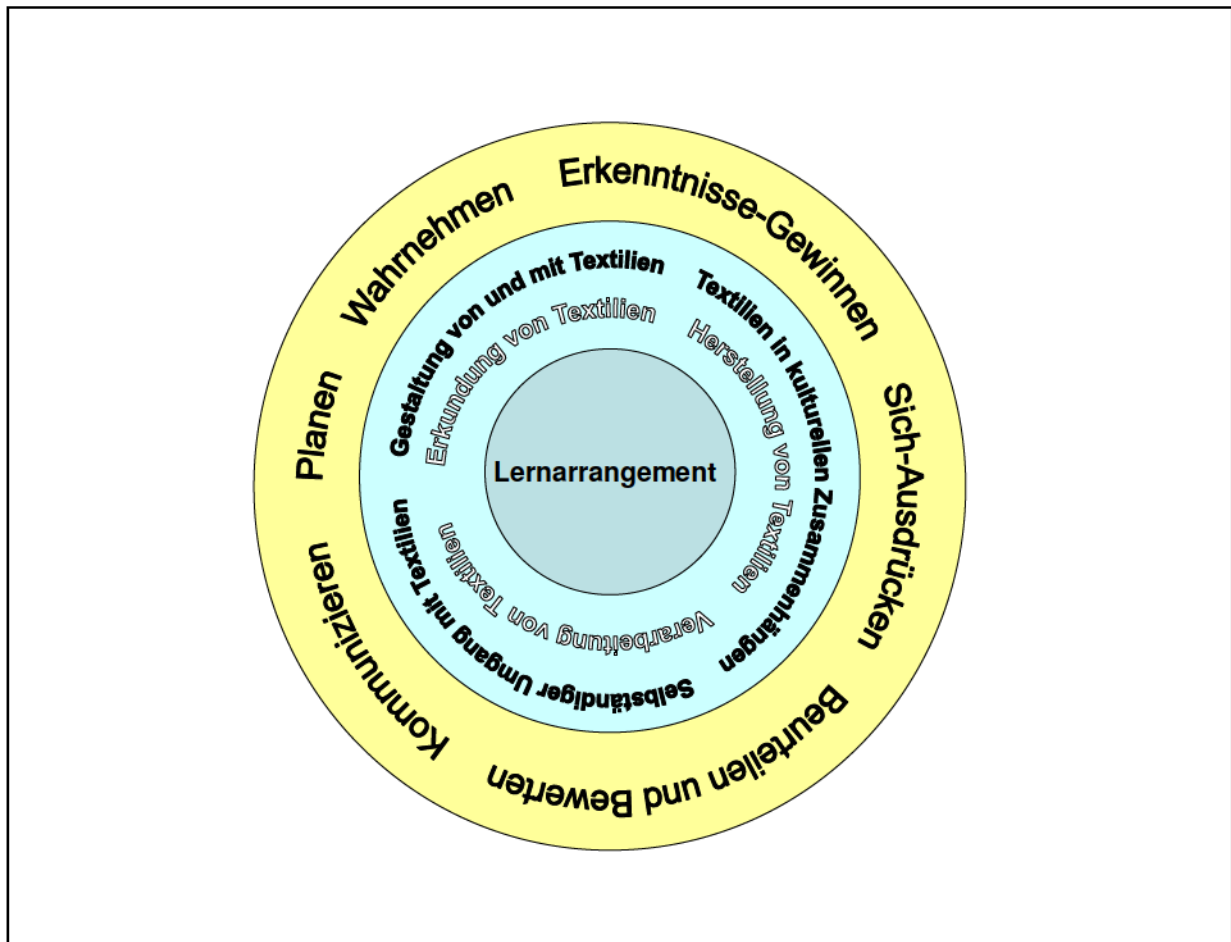 Erkenntnisse-Gewinnen
Sich-Ausdrücken
Beurteilen und Bewerten
Kommunizieren
Planen
Wahrnehmen
Gestaltung von und mit Textilien
Textilien in kulturellen Zusammenhängen
Selbständiger Umgang mit Textilien
Erkundung von Textilien
Herstellung von Textilien
Verarbeitung von Textilien
Lernarrangement